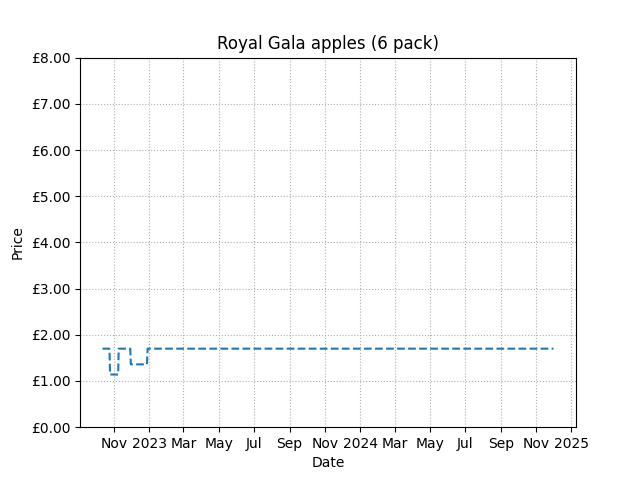 Royal Gala apples (6 pack)
£8.00
£7.00
£6.00
£5.00
£4.00
£3.00
£2.00
£1.00
£0.00
Price
Nov 2023 Mar May Jul Sep Nov 2024 Mar May Jul Sep Nov 2025
Date